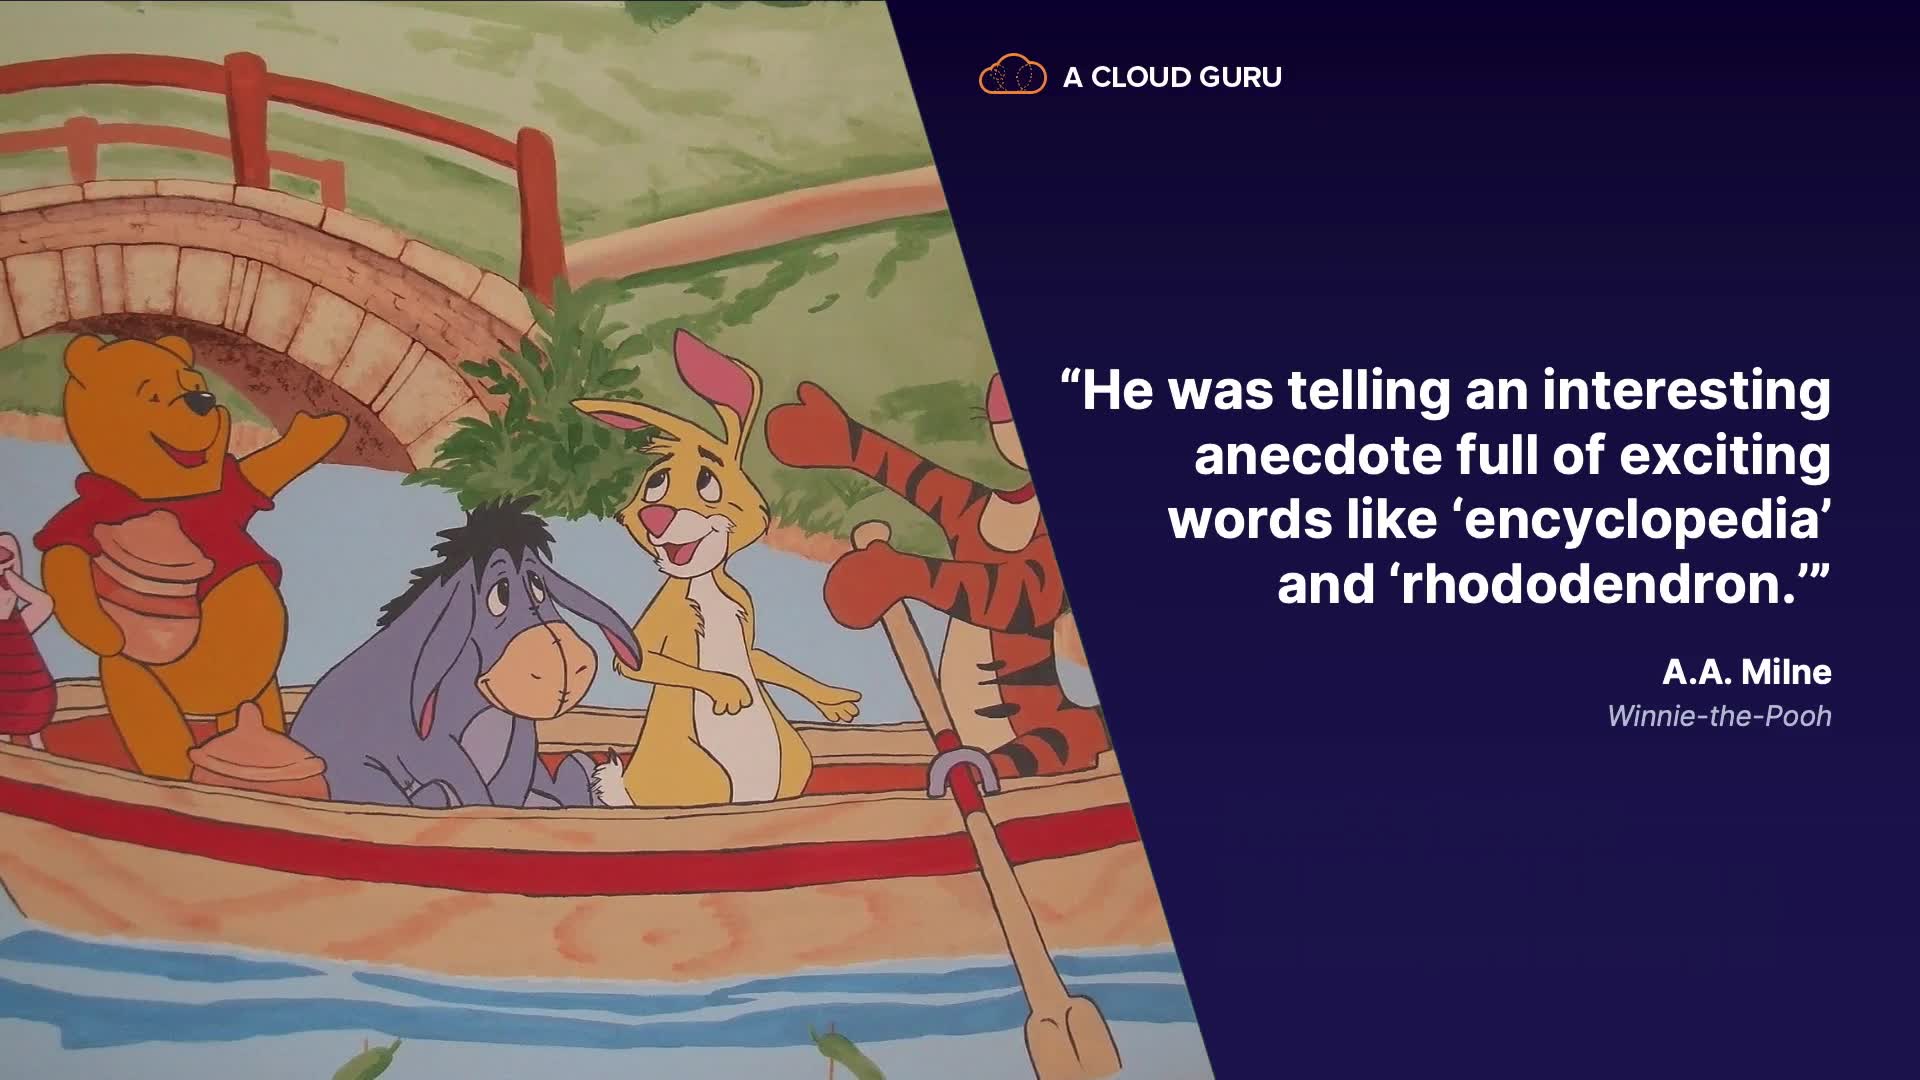 A CLOUD GURU
“He was telling an interesting
anecdote full of exciting
words like ‘encyclopedia’
and ‘rhododendron.’”
A.A. Milne
Winnie-the-Pooh